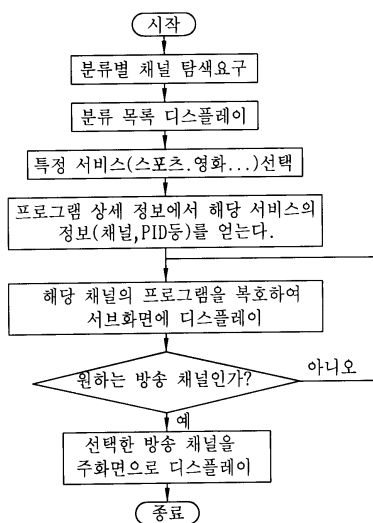 시작
분류별 채널 탐색요구
분류 목록 디스플레이
특정 서비스(스포츠.영화...)선택
프로그램 상세 정보에서 해당 서비스의
정보(채널,PID등)를 얻는다.
해당 채널의 프로그램을 복호하여
서브화면에 디스플레이
원하는 방송 채널인가?
아니오
예
선택한 방송 채널을
주화면으로 디스플레이
종료